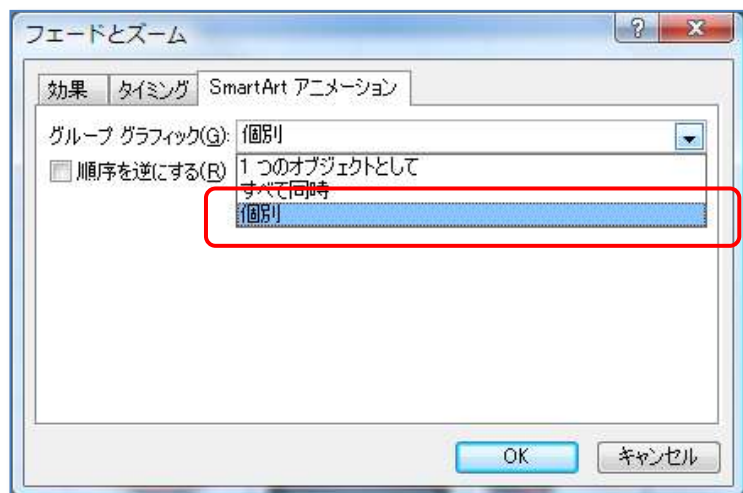 フェードとズーム
効果 タイミング SmartArt アニメーション
グループ グラフィック(G): 個別
順序を逆にする(R)
1 つのオブジェクトとして
すべて同時
個別
OK キャンセル